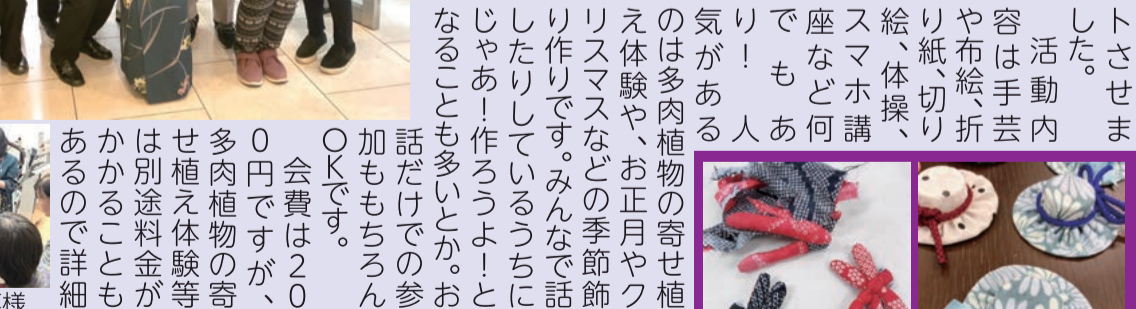 トさせま
した。
活動内
容は手芸
や布絵、折
り紙、切り
絵、体操、
スマホ講
座など何
でもあ
り！人
気がある
のは多肉植物の寄せ植
え体験や、お正月やク
リスマスなどの季節飾
り作りです。みんなで話
したりしているうちに
じゃあ！作ろうよ！と
なることも多いとか。お
話だけでの参
加ももちろん
OKです。
会費は20
0円ですが、
多肉植物の寄
せ植え体験等
は別途料金が
かかることも
あるので詳細
様